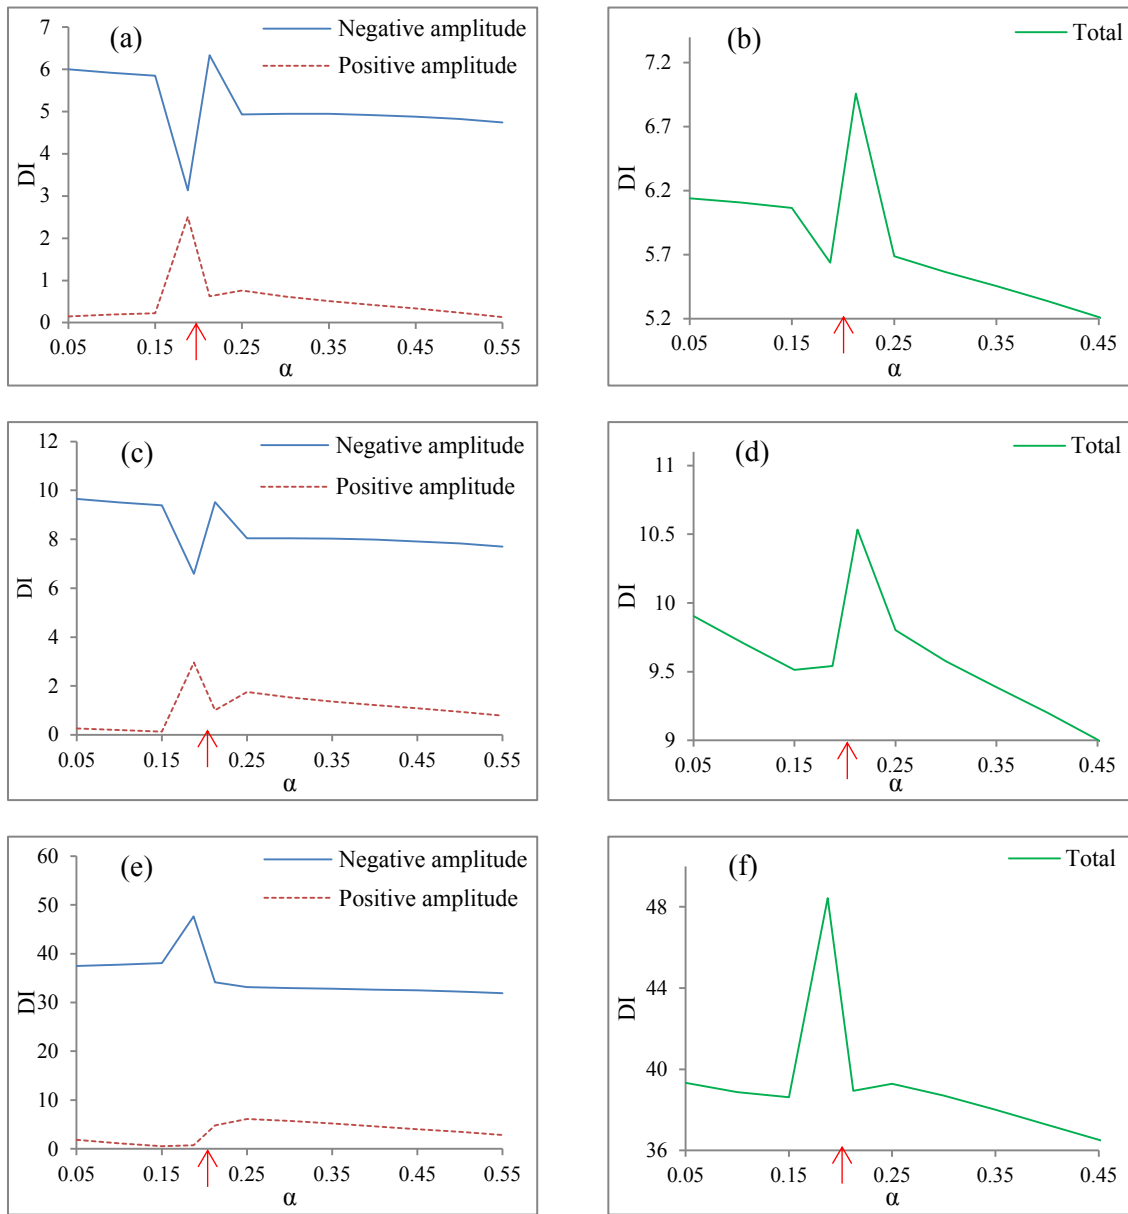 (a)
Negative amplitude
Positive amplitude
7
6
5
4
3
2
1
0
DI
0.05 0.15 0.25 0.35 0.45 0.55
α
(b)
Total
7.2
6.7
6.2
5.7
5.2
DI
0.05 0.15 0.25 0.35 0.45
α
(c)
Negative amplitude
Positive amplitude
12
10
8
6
4
2
0
DI
0.05 0.15 0.25 0.35 0.45 0.55
α
(d)
Total
11
10.5
10
9.5
9
DI
0.05 0.15 0.25 0.35 0.45
α
(e)
Negative amplitude
Positive amplitude
60
50
40
30
20
10
0
DI
0.05 0.15 0.25 0.35 0.45 0.55
α
(f)
Total
48
44
40
36
DI
0.05 0.15 0.25 0.35 0.45
α